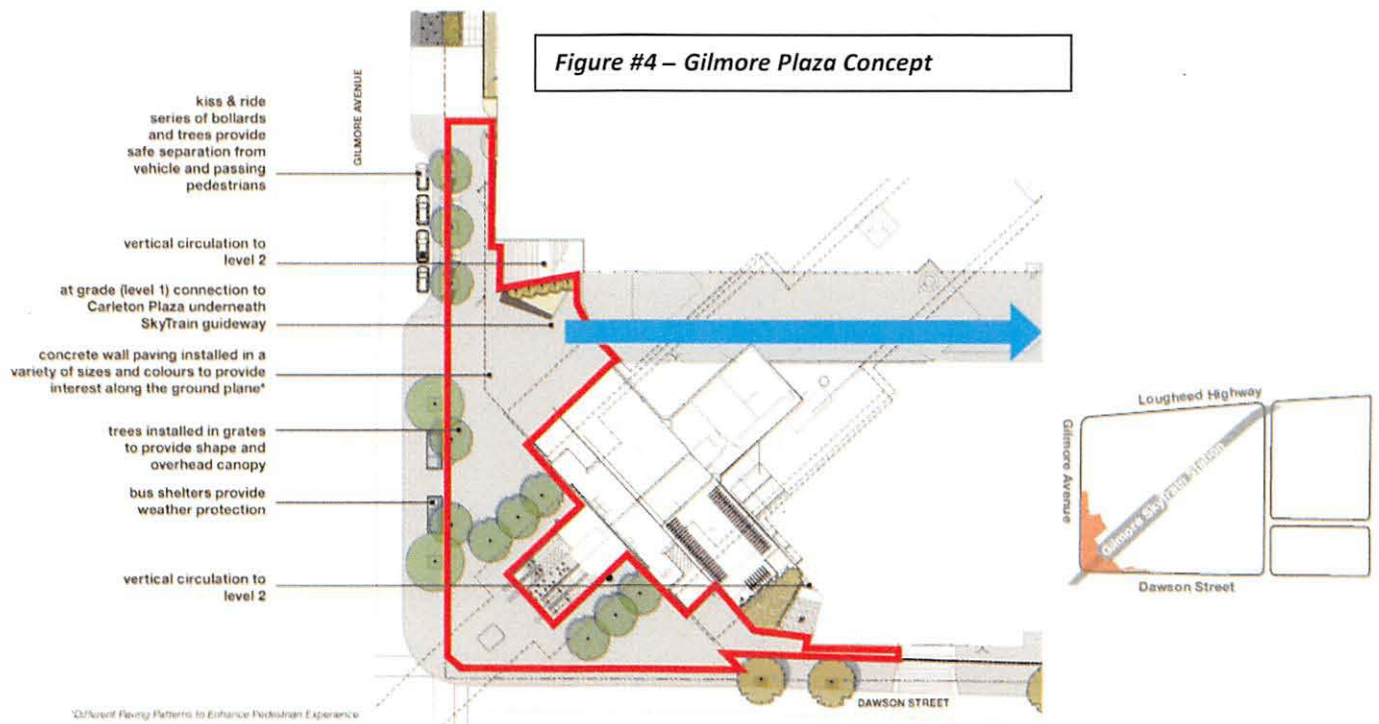 Figure #4 – Gilmore Plaza Concept
GILMORE AVENUE
kiss & ride
series of bollards
and trees provide
safe separation from
vehicle and passing
pedestrians
vertical circulation to
level 2
at grade (level 1) connection to
Carleton Plaza underneath
SkyTrain guideway
concrete wall paving installed in a
variety of sizes and colours to provide
interest along the ground plane*
trees installed in grates
to provide shape and
overhead canopy
bus shelters provide
weather protection
vertical circulation to
level 2
DAWSON STREET
*Different Paving Patterns to Enhance Pedestrian Experience
Lougheed Highway
Gilmore Avenue
Gilmore SkyTrain Station
Dawson Street